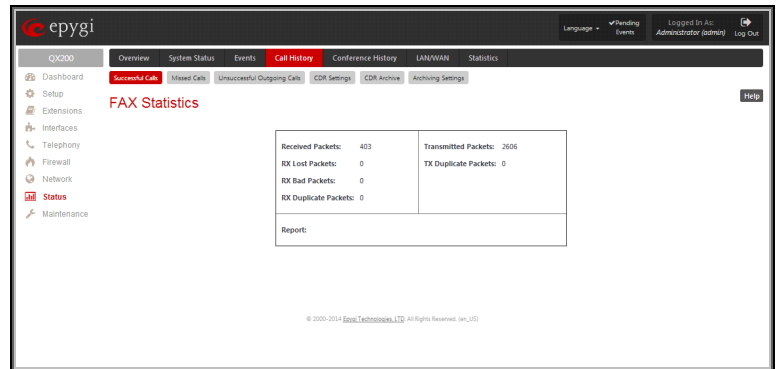 epygi
Language
Pending Events
Logged In As:
Administrator (admin)
Log Out
QX200
Overview System Status Events Call History Conference History LAN/WAN Statistics
Dashboard
Setup
Extensions
Interfaces
Telephony
Firewall
Network
Status
Maintenance
Successful Calls Missed Calls Unsuccessful Outgoing Calls CDR Settings CDR Archive Archiving Settings
Help
FAX Statistics
Received Packets: 403 Transmitted Packets: 2606
RX Lost Packets: 0 TX Duplicate Packets: 0
RX Bad Packets: 0
RX Duplicate Packets: 0
Report:
© 2000-2014 Epygi Technologies, LTD. All Rights Reserved. (en_US)